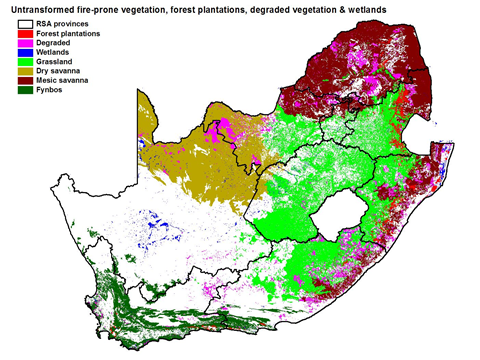 Untransformed fire-prone vegetation, forest plantations, degraded vegetation & wetlands
RSA provinces
Forest plantations
Degraded
Wetlands
Grassland
Dry savanna
Mesic savanna
Fynbos